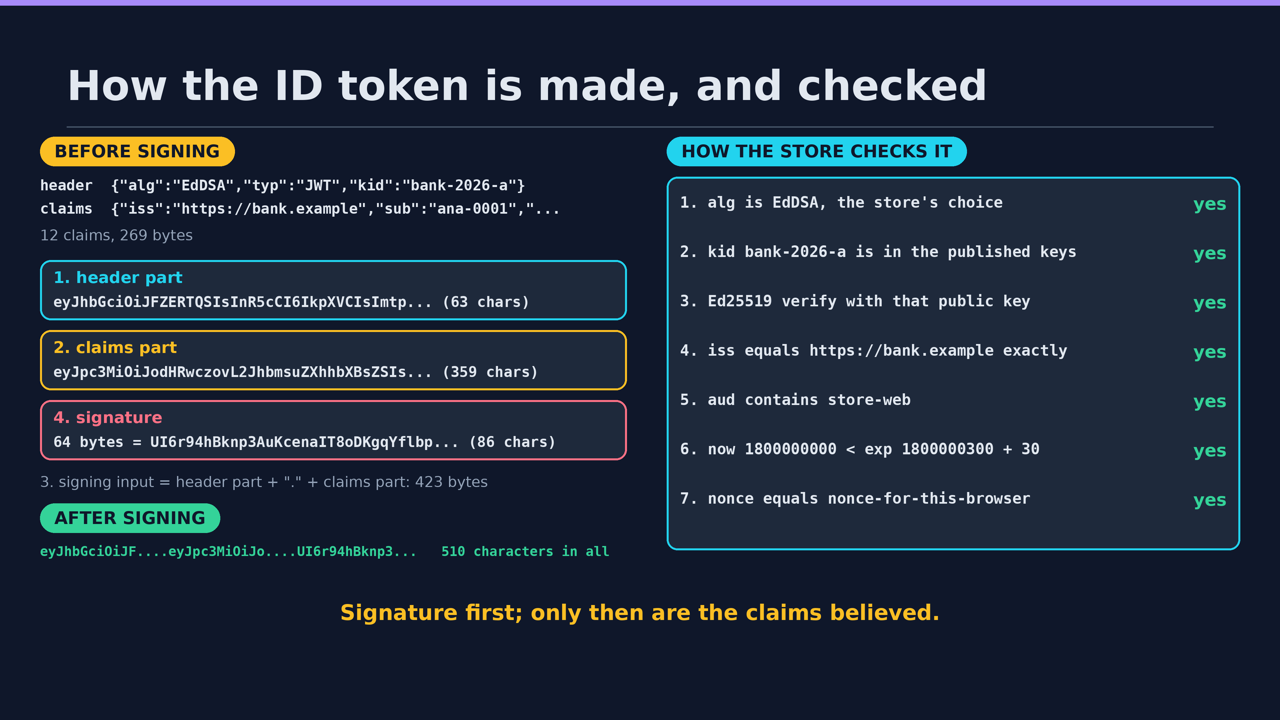 How the ID token is made, and checked
BEFORE SIGNING
header  {"alg":"EdDSA","typ":"JWT","kid":"bank-2026-a"}
claims  {"iss":"https://bank.example","sub":"ana-0001","...
12 claims, 269 bytes
1. header part
eyJhbGciOiJFZERTQSIsInR5cCI6IkpXVCIsImtp... (63 chars)
2. claims part
eyJpc3MiOiJodHRwczovL2JhbmsuZXhhbXBsZSIs... (359 chars)
4. signature
64 bytes = UI6r94hBknp3AuKcenaIT8oDKgqYflbp... (86 chars)
3. signing input = header part + "." + claims part: 423 bytes
AFTER SIGNING
eyJhbGciOiJF....eyJpc3MiOiJo....UI6r94hBknp3...   510 characters in all
HOW THE STORE CHECKS IT
1. alg is EdDSA, the store's choice yes
2. kid bank-2026-a is in the published keys yes
3. Ed25519 verify with that public key yes
4. iss equals https://bank.example exactly yes
5. aud contains store-web yes
6. now 1800000000 < exp 1800000300 + 30 yes
7. nonce equals nonce-for-this-browser yes
Signature first; only then are the claims believed.